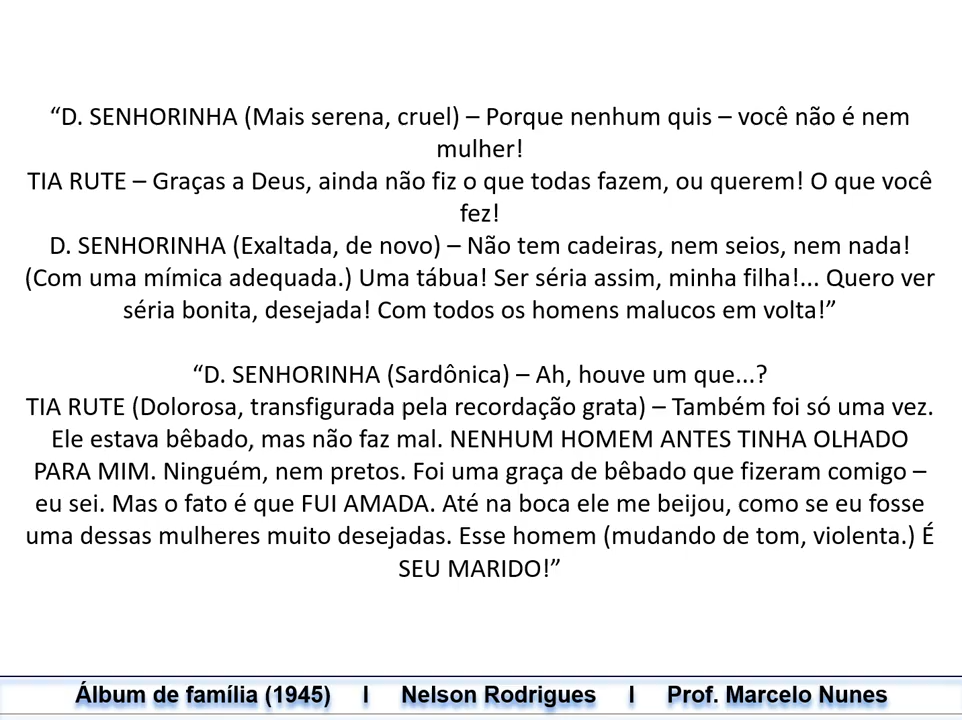 “D. SENHORINHA (Mais serena, cruel) – Porque nenhum quis – você não é nem
mulher!
TIA RUTE – Graças a Deus, ainda não fiz o que todas fazem, ou querem! O que você
fez!
D. SENHORINHA (Exaltada, de novo) – Não tem cadeiras, nem seios, nem nada!
(Com uma mímica adequada.) Uma tábua! Ser séria assim, minha filha!... Quero ver
séria bonita, desejada! Com todos os homens malucos em volta!”
“D. SENHORINHA (Sardônica) – Ah, houve um que...?
TIA RUTE (Dolorosa, transfigurada pela recordação grata) – Também foi só uma vez.
Ele estava bêbado, mas não faz mal. NENHUM HOMEM ANTES TINHA OLHADO
PARA MIM. Ninguém, nem pretos. Foi uma graça de bêbado que fizeram comigo –
eu sei. Mas o fato é que FUI AMADA. Até na boca ele me beijou, como se eu fosse
uma dessas mulheres muito desejadas. Esse homem (mudando de tom, violenta.) É
SEU MARIDO!”
Álbum de família (1945) I Nelson Rodrigues I Prof. Marcelo Nunes